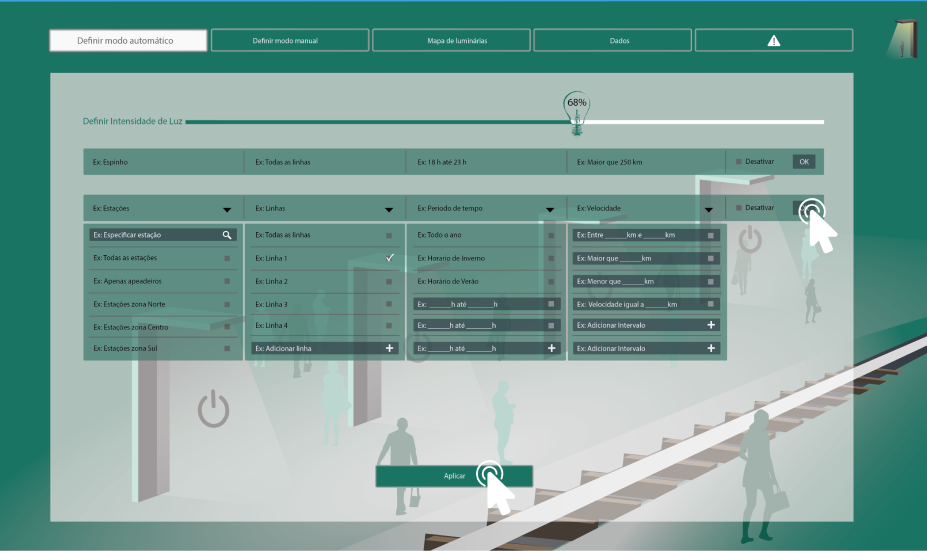 Definir modo automático
Definir modo manual
Mapa de luminárias
Dados
68%
Definir Intensidade de Luz
Ex: Espinho
Ex: Todas as linhas
Ex: 18 h até 23 h
Ex: Maior que 250 km
Desativar
OK
Ex: Estações
Ex: Linhas
Ex: Periodo de tempo
Ex: Velocidade
Desativar
Ex: Especificar estação
Ex: Todas as linhas
Ex: Todo o ano
Ex: Entre ______km e _____km
Ex: Todas as estações
Ex: Linha 1
Ex: Horario de Inverno
Ex: Maior que ______km
Ex: Apenas apeadeiros
Ex: Linha 2
Ex: Horário de Verão
Ex: Menor que _____km
Ex: Estações zona Norte
Ex: Linha 3
Ex: ______h até ______h
Ex: Velocidade igual a ______km
Ex: Estações zona Centro
Ex: Linha 4
Ex: ______h até ______h
Ex: Adicionar Intervalo
Ex: Estações zona Sul
Ex: Adicionar linha
Ex: ______h até ______h
Ex: Adicionar Intervalo
Aplicar